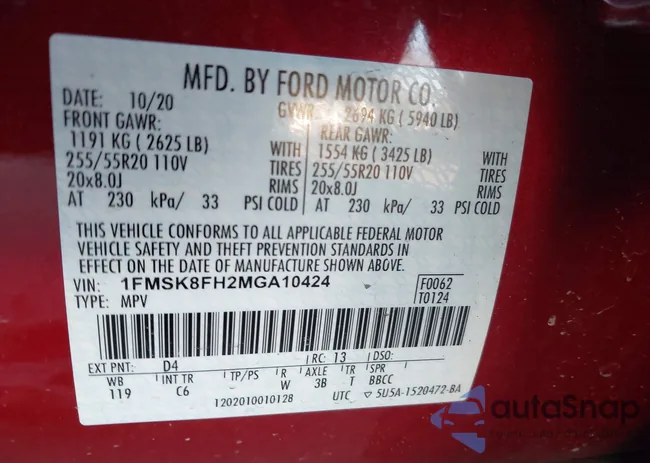 MFD. BY FORD MOTOR CO.
DATE: 10/20 GVWR 2694 KG ( 5940 LB)
FRONT GAWR: REAR GAWR:
1191 KG ( 2625 LB) WITH 1554 KG ( 3425 LB) WITH
255/55R20 110V TIRES 255/55R20 110V TIRES
20x8.0J RIMS 20x8.0J RIMS
AT 230 kPa/ 33 PSI COLD AT 230 kPa/ 33 PSI COLD
THIS VEHICLE CONFORMS TO ALL APPLICABLE FEDERAL MOTOR
VEHICLE SAFETY AND THEFT PREVENTION STANDARDS IN
EFFECT ON THE DATE OF MANUFACTURE SHOWN ABOVE.
VIN: 1FMSK8FH2MGA10424 F0062
TYPE: MPV T0124
EXT PNT: D4 RC: 13 DSO:
WB INT TR TP/PS R AXLE TR SPR
119 C6 W 3B T BBCC
1202010010128 UTC ▽ 5U5A-1520472-BA
autoSnap